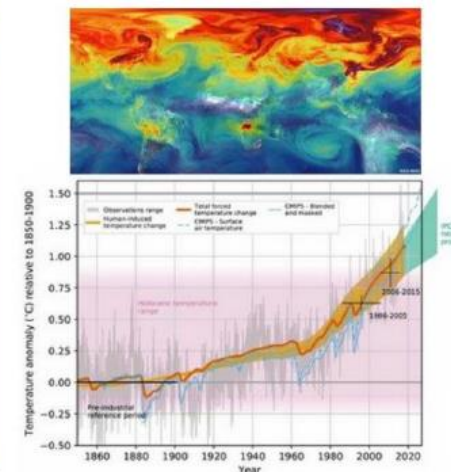 Observations range
Human-induced
temperature change
Total forced
temperature change
CMIP5 - Surface
air temperature
CMIP5 - Blended
and masked
1.50
1.25
1.00
0.75
0.50
0.25
0.00
−0.25
−0.50
Temperature anomaly (°C) relative to 1850-1900
Holocene temperature
range
2006-2015
1986-2005
Pre-industrial
reference period
1860
1880
1900
1920
1940
1960
1980
2000
2020
Year